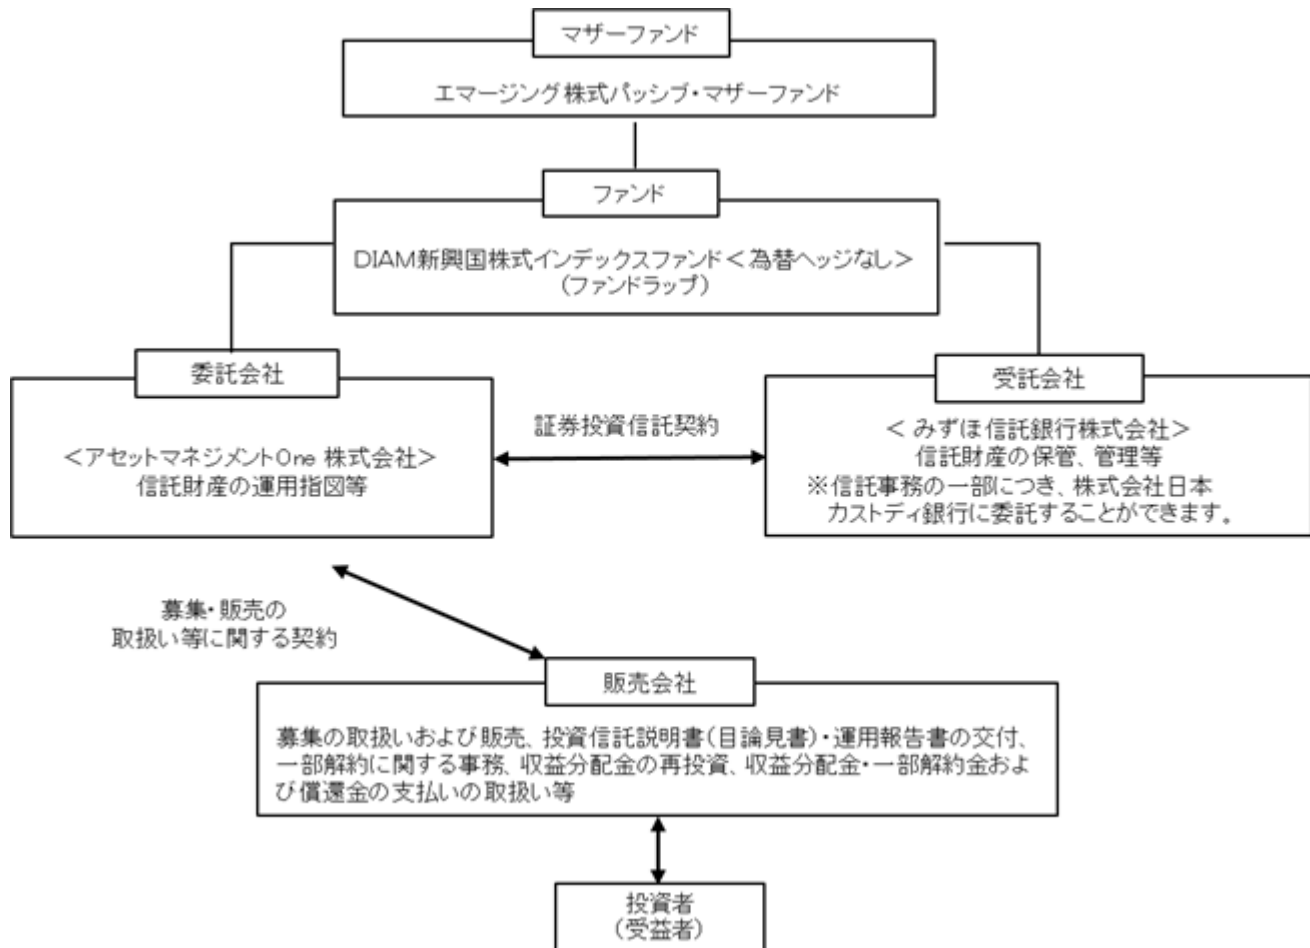 マザーファンド
エマージング株式パッシブ・マザーファンド
ファンド
DIAM新興国株式インデックスファンド＜為替ヘッジなし＞
（ファンドラップ）
委託会社
＜アセットマネジメントOne 株式会社＞
信託財産の運用指図等
証券投資信託契約
受託会社
＜ みずほ信託銀行株式会社＞
信託財産の保管、管理等
※信託事務の一部につき、株式会社日本
カストディ銀行に委託することができます。
募集・販売の
取扱い等に関する契約
販売会社
募集の取扱いおよび販売、投資信託説明書（目論見書）・運用報告書の交付、
一部解約に関する事務、収益分配金の再投資、収益分配金・一部解約金およ
び償還金の支払いの取扱い等
投資者
（受益者）